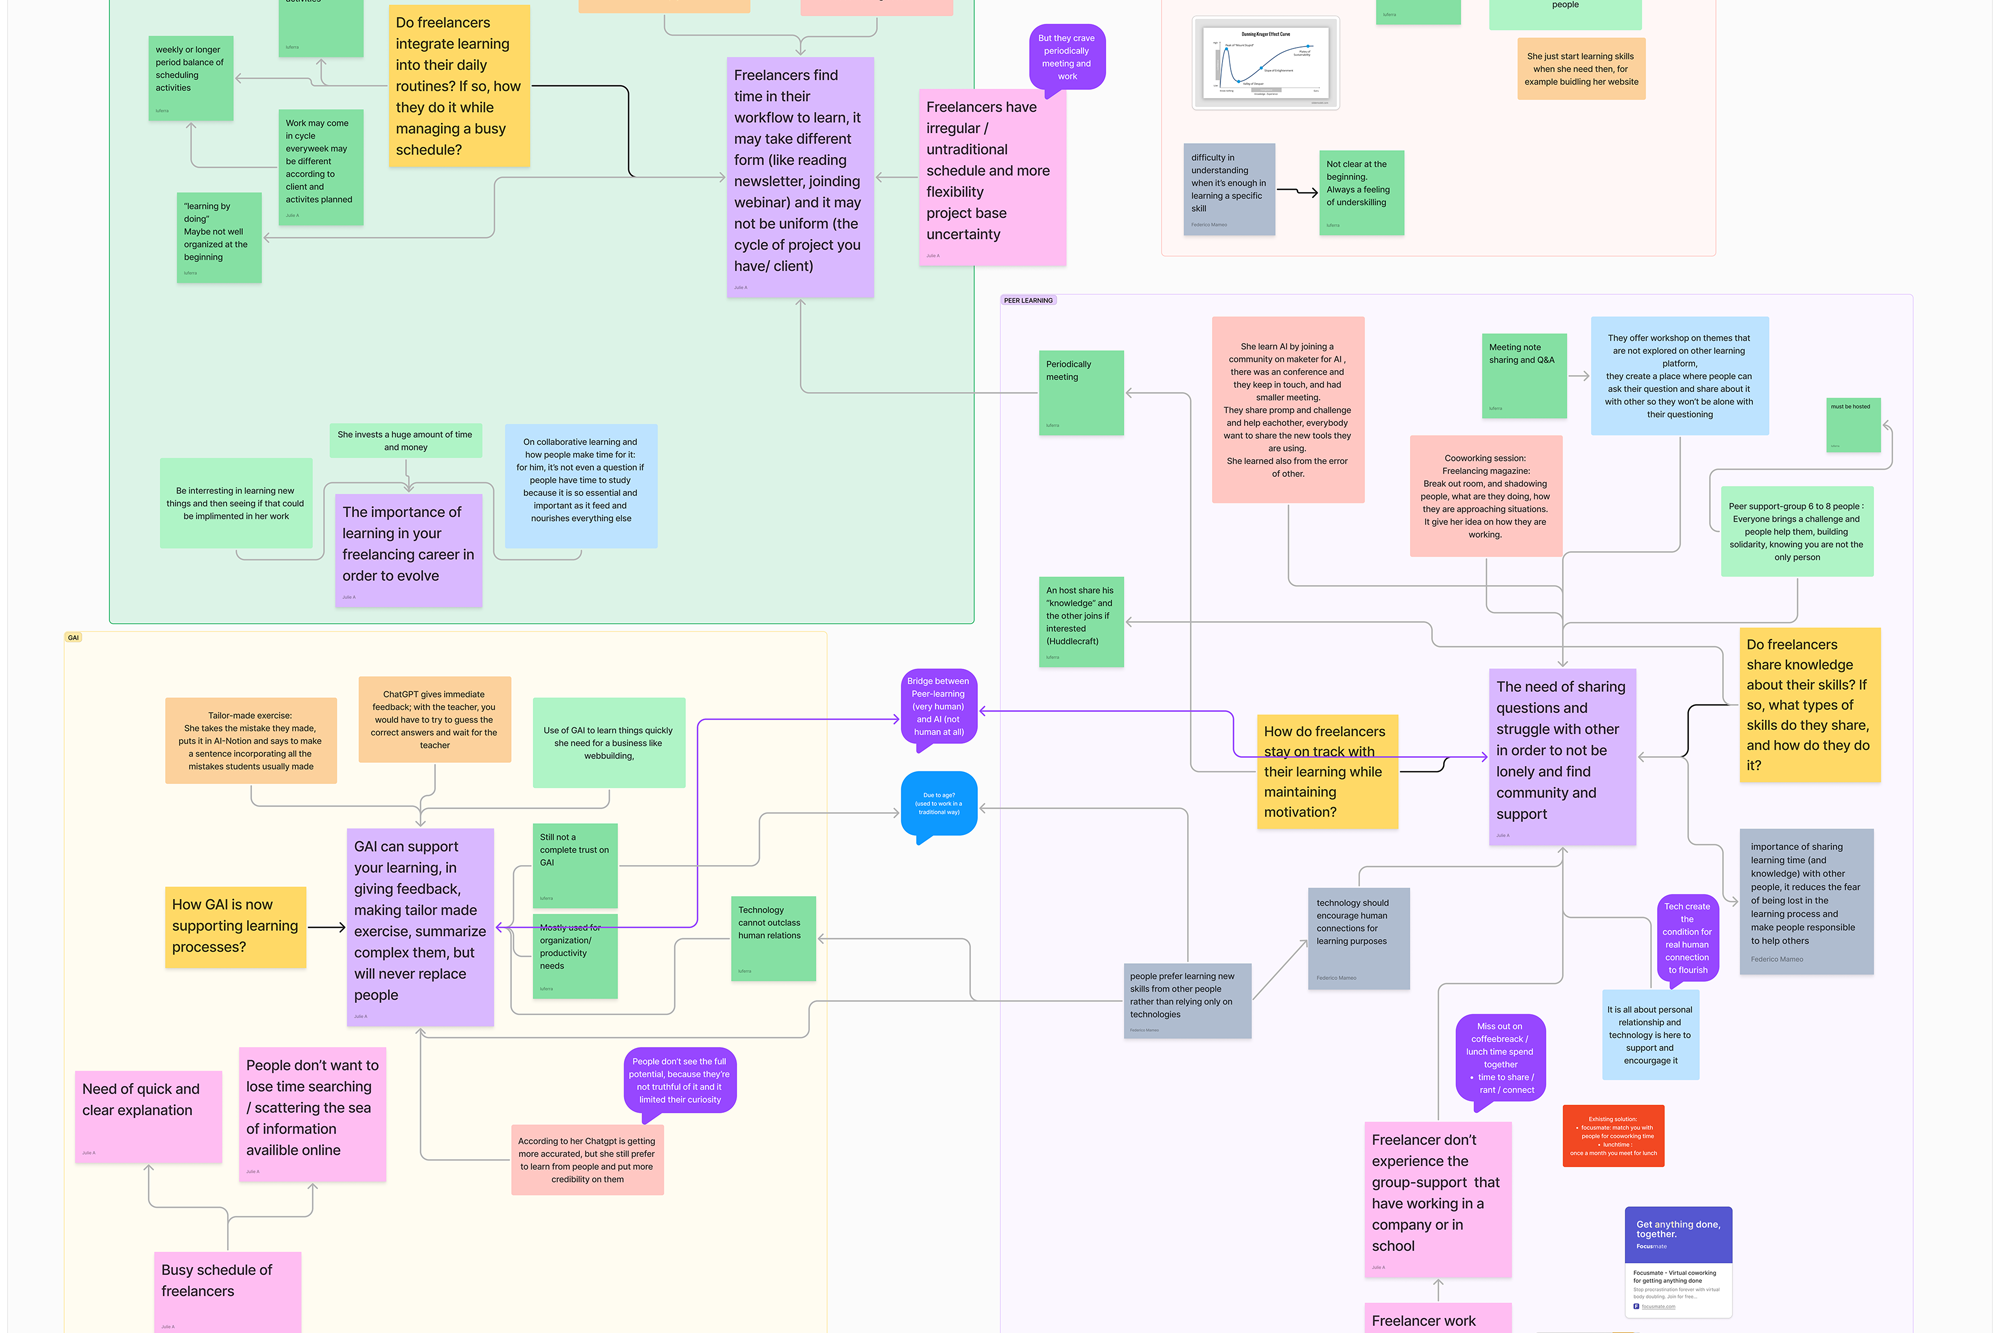 weekly or longer
period balance of
scheduling
activities
Iuferra
Iuferra
Work may come
in cycle
everyweek may
be different
according to
client and
activites planned
Julie A
"learning by
doing"
Maybe not well
organized at the
beginning
Iuferra
Do freelancers
integrate learning
into their daily
routines? If so, how
they do it while
managing a busy
schedule?
Freelancers find
time in their
workflow to learn, it
may take different
form (like reading
newsletter, joinding
webinar) and it may
not be uniform (the
cycle of project you
have/ client)
Julie A
But they crave
periodically
meeting and
work
Freelancers have
irregular /
untraditional
schedule and more
flexibility
project base
uncertainty
Julie A
She invests a huge amount of time
and money
Be interresting in learning new
things and then seeing if that could
be implimented in her work
The importance of
learning in your
freelancing career in
order to evolve
Julie A
On collaborative learning and
how people make time for it:
for him, it's not even a question if
people have time to study
because it is so essential and
important as it feed and
nourishes everything else
Dunning-Kruger Effect Curve
people
She just start learning skills
when she need then, for
example buidling her website
difficulty in
understanding
when it's enough in
learning a specific
skill
Federico Mameo
Not clear at the
beginning.
Always a feeling
of underskilling
Iuferra
PEER LEARNING
Periodically
meeting
Iuferra
She learn AI by joining a
community on maketer for AI ,
there was an conference and
they keep in touch, and had
smaller meeting.
They share promp and challenge
and help eachother, everybody
want to share the new tools they
are using.
She learned also from the error
of other.
Meeting note
sharing and Q&A
Iuferra
They offer workshop on themes that
are not explored on other learning
platform,
they create a place where people can
ask their question and share about it
with other so they won't be alone with
their questioning
must be hosted
Cooworking session:
Freelancing magazine:
Break out room, and shadowing
people, what are they doing, how
they are approaching situations.
It give her idea on how they are
working.
Peer support-group 6 to 8 people :
Everyone brings a challenge and
people help them, building
solidarity, knowing you are not the
only person
An host share his
"knowledge" and
the other joins if
interested
(Huddlecraft)
Iuferra
Do freelancers
share knowledge
about their skills? If
so, what types of
skills do they share,
and how do they do
it?
The need of sharing
questions and
struggle with other
in order to not be
lonely and find
community and
support
Julie A
How do freelancers
stay on track with
their learning while
maintaining
motivation?
Bridge between
Peer-learning
(very human)
and AI (not
human at all)
Due to age?
(used to work in a
traditional way)
GAI
Tailor-made exercise:
She takes the mistake they made,
puts it in AI-Notion and says to make
a sentence incorporating all the
mistakes students usually made
ChatGPT gives immediate
feedback; with the teacher, you
would have to try to guess the
correct answers and wait for the
teacher
Use of GAI to learn things quickly
she need for a business like
webbuilding,
How GAI is now
supporting learning
processes?
GAI can support
your learning, in
giving feedback,
making tailor made
exercise, summarize
complex them, but
will never replace
people
Julie A
Still not a
complete trust on
GAI
Iuferra
Mostly used for
organization/
productivity
needs
Iuferra
Technology
cannot outclass
human relations
Iuferra
Need of quick and
clear explanation
Julie A
People don't want to
lose time searching
/ scattering the sea
of information
availible online
Julie A
Busy schedule of
freelancers
Julie A
People don't see the full
potential, because they're
not truthful of it and it
limited their curiosity
According to her Chatgpt is getting
more accurated, but she still prefer
to learn from people and put more
credibility on them
people prefer learning new
skills from other people
rather than relying only on
technologies
Federico Mameo
technology should
encourage human
connections for
learning purposes
Federico Mameo
importance of sharing
learning time (and
knowledge) with other
people, it reduces the fear
of being lost in the
learning process and
make people responsible
to help others
Federico Mameo
Tech create
the
condition for
real human
connection
to flourish
It is all about personal
relationship and
technology is here to
support and
encourgage it
Miss out on
coffeebreack /
lunch time spend
together
• time to share /
rant / connect
Freelancer don't
experience the
group-support that
have working in a
company or in
school
Julie A
Freelancer work
Exhisting solution:
• focusmate: match you with
people for cooworking time
• lunchtime :
once a month you meet for lunch
Get anything done,
together.
Focusmate
Focusmate - Virtual coworking
for getting anything done
Stop procrastination forever with virtual
body doubling. Join for free...
focusmate.com